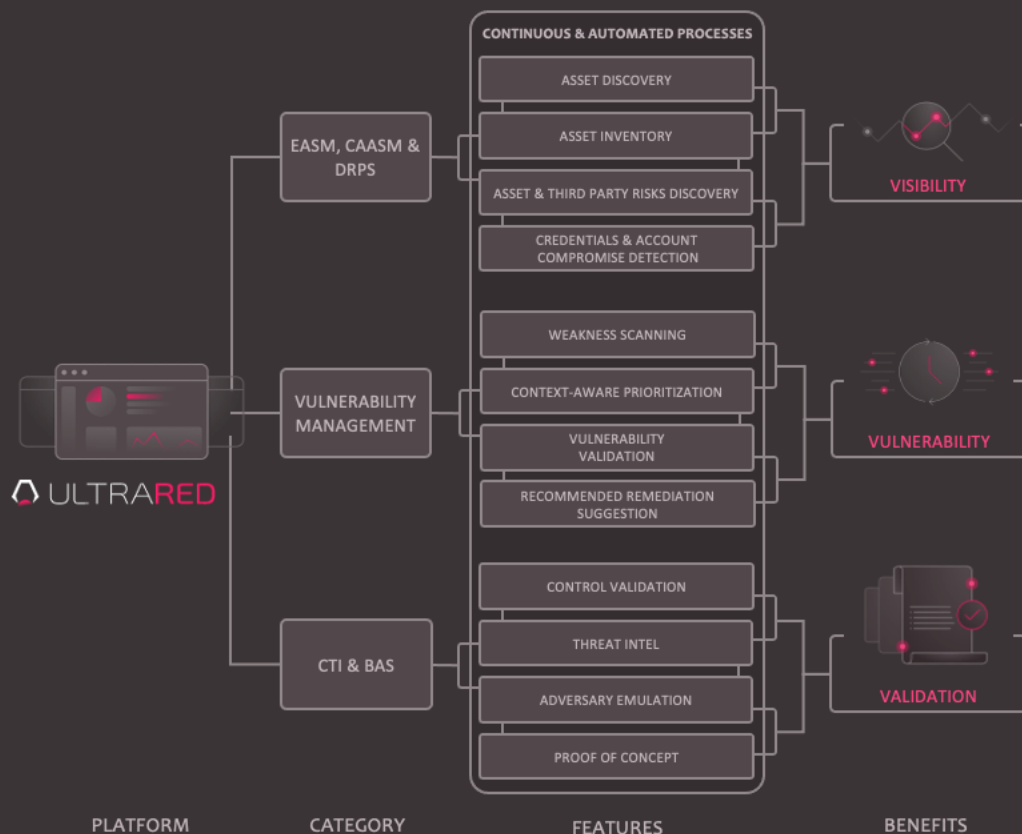 CONTINUOUS & AUTOMATED PROCESSES
ASSET DISCOVERY
EASM, CAASM &
DRPS
ASSET INVENTORY
ASSET & THIRD PARTY RISKS DISCOVERY
CREDENTIALS & ACCOUNT
COMPROMISE DETECTION
VISIBILITY
WEAKNESS SCANNING
VULNERABILITY
MANAGEMENT
CONTEXT-AWARE PRIORITIZATION
VULNERABILITY
VALIDATION
RECOMMENDED REMEDIATION
SUGGESTION
VULNERABILITY
ULTRARED
CONTROL VALIDATION
CTI & BAS
THREAT INTEL
ADVERSARY EMULATION
PROOF OF CONCEPT
VALIDATION
PLATFORM
CATEGORY
FEATURES
BENEFITS